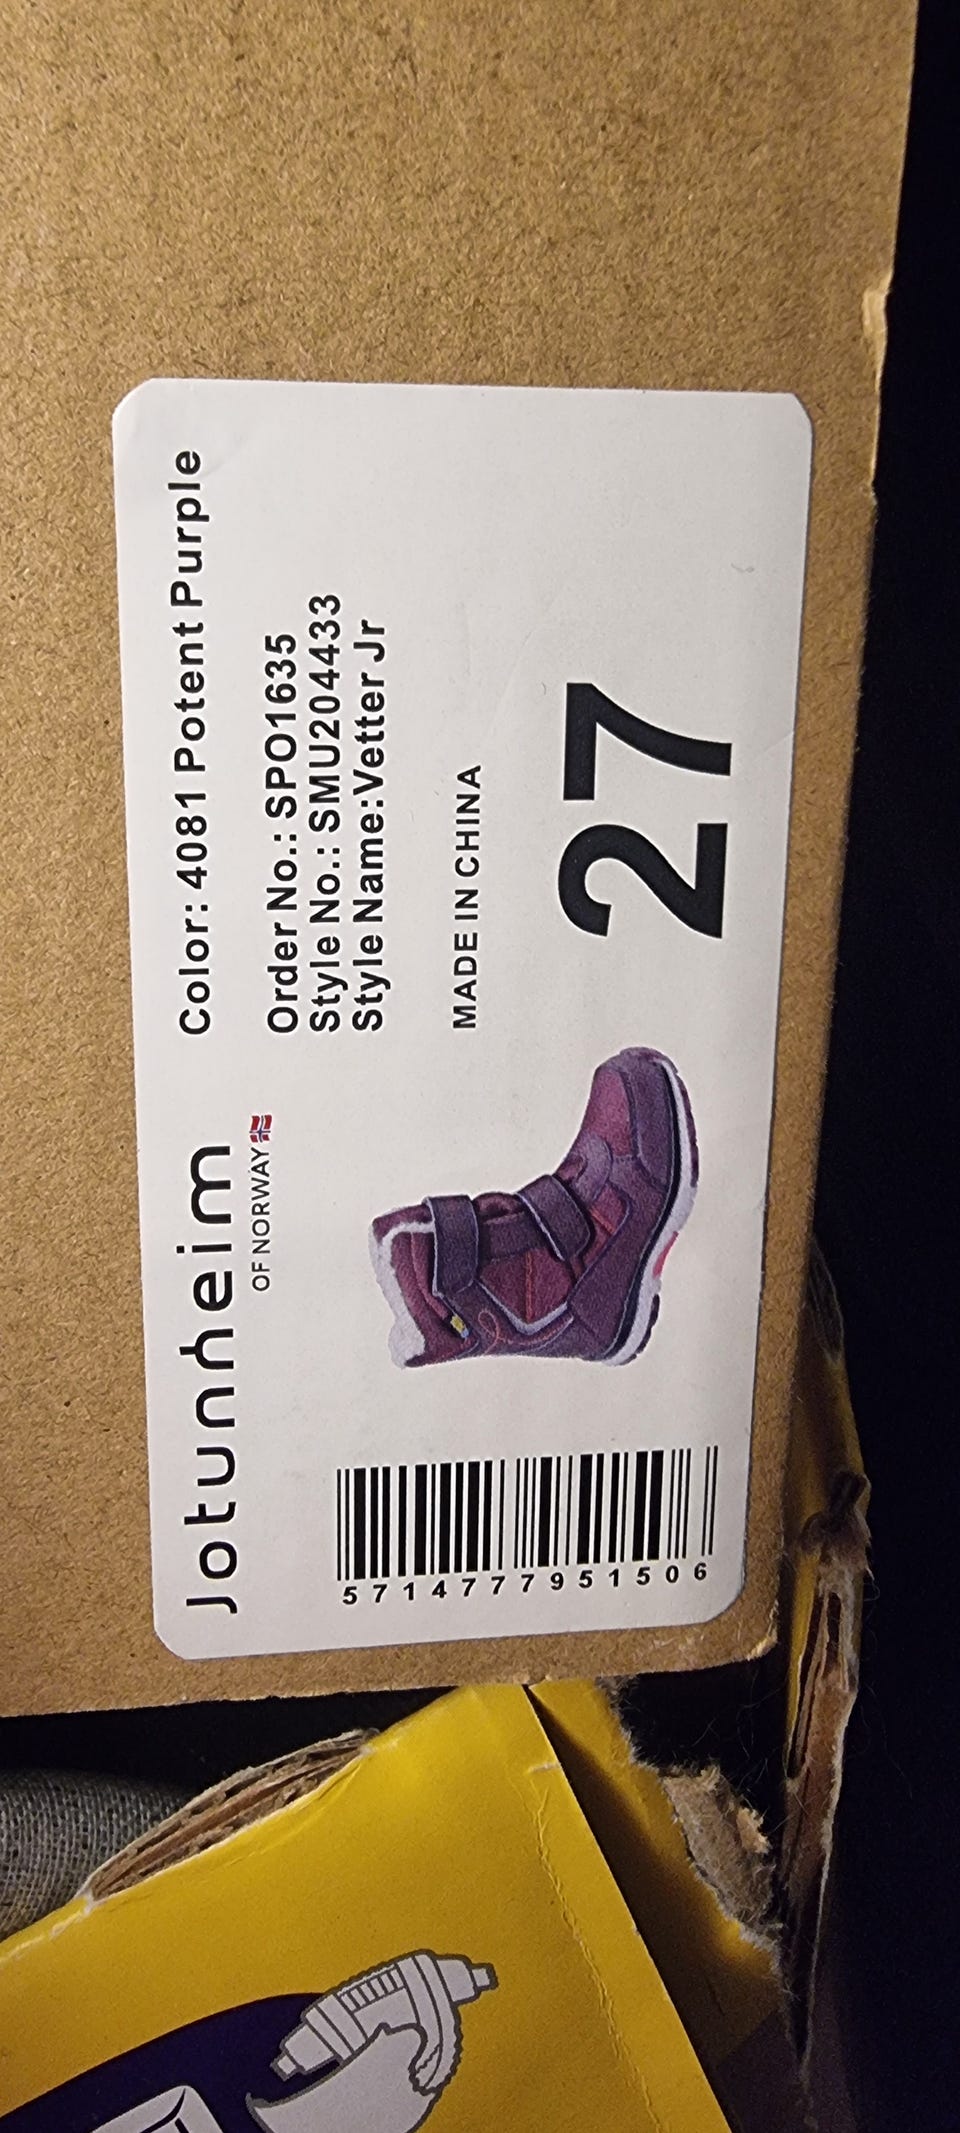 Jotunheim
OF NORWAY
Color: 4081 Potent Purple
Order No.: SPO1635
Style No.: SMU204433
Style Name:Vetter Jr
MADE IN CHINA
27
5714777951506